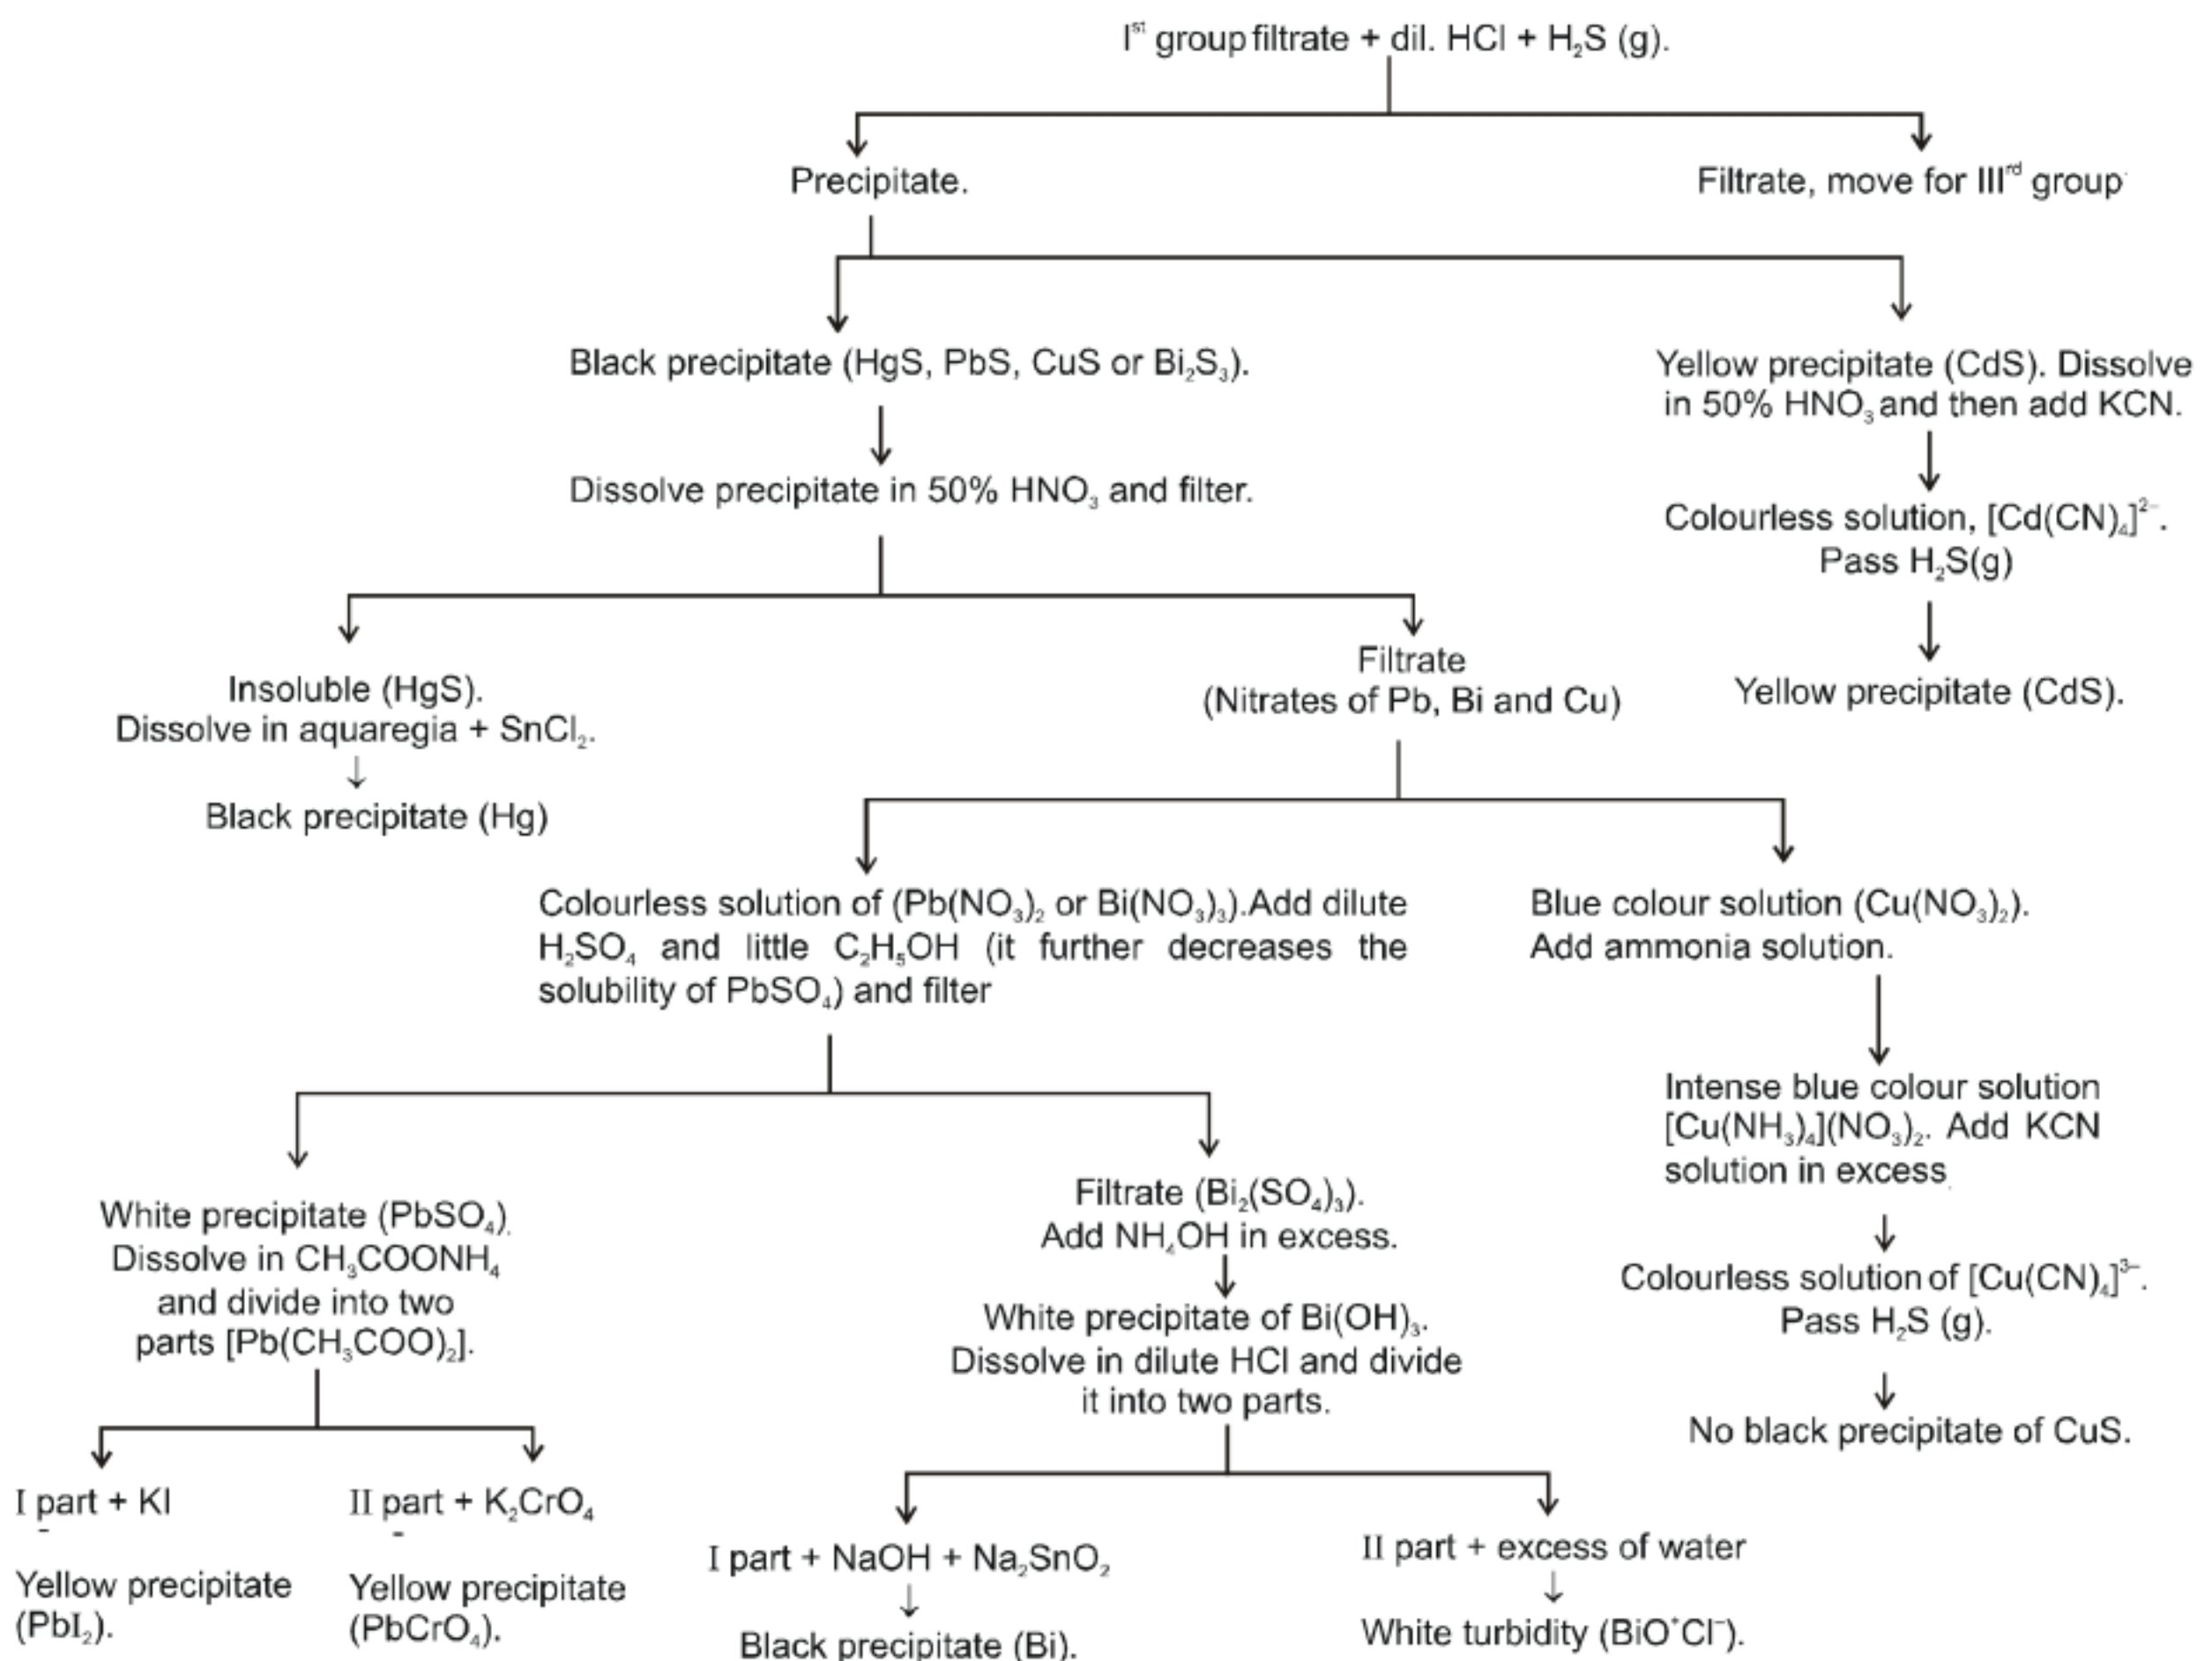 Iˢᵗ group filtrate + dil. HCl + H₂S (g).
Precipitate.
Filtrate, move for IIIʳᵈ group
Black precipitate (HgS, PbS, CuS or Bi₂S₃).
Yellow precipitate (CdS). Dissolve
in 50% HNO₃ and then add KCN.
Dissolve precipitate in 50% HNO₃ and filter.
Colourless solution, [Cd(CN)₄]²⁻.
Pass H₂S(g)
Yellow precipitate (CdS).
Insoluble (HgS).
Dissolve in aquaregia + SnCl₂.
Black precipitate (Hg)
Filtrate
(Nitrates of Pb, Bi and Cu)
Colourless solution of (Pb(NO₃)₂ or Bi(NO₃)₃).Add dilute
H₂SO₄ and little C₂H₅OH (it further decreases the
solubility of PbSO₄) and filter
Blue colour solution (Cu(NO₃)₂).
Add ammonia solution.
Intense blue colour solution
[Cu(NH₃)₄](NO₃)₂. Add KCN
solution in excess
Colourless solution of [Cu(CN)₄]³⁻.
Pass H₂S (g).
No black precipitate of CuS.
White precipitate (PbSO₄)
Dissolve in CH₃COONH₄
and divide into two
parts [Pb(CH₃COO)₂].
Filtrate (Bi₂(SO₄)₃).
Add NH₄OH in excess.
White precipitate of Bi(OH)₃.
Dissolve in dilute HCl and divide
it into two parts.
I part + KI
Yellow precipitate
(PbI₂).
II part + K₂CrO₄
Yellow precipitate
(PbCrO₄).
I part + NaOH + Na₂SnO₂
Black precipitate (Bi).
II part + excess of water
White turbidity (BiO⁺Cl⁻).